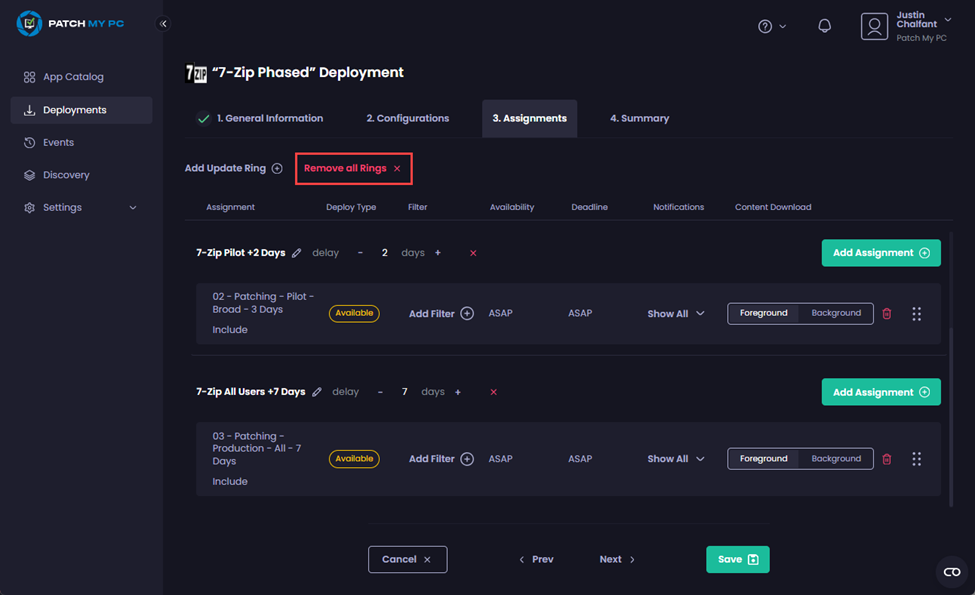 PATCH MY PC
Justin
Chalfant
Patch My PC
App Catalog
Deployments
Events
Discovery
Settings
7ZIP "7-Zip Phased" Deployment
1. General Information
2. Configurations
3. Assignments
4. Summary
Add Update Ring
Remove all Rings
Assignment
Deploy Type
Filter
Availability
Deadline
Notifications
Content Download
7-Zip Pilot +2 Days
delay - 2 days +
Add Assignment
02 - Patching - Pilot -
Broad - 3 Days
Include
Available
Add Filter
ASAP
ASAP
Show All
Foreground
Background
7-Zip All Users +7 Days
delay - 7 days +
Add Assignment
03 - Patching -
Production - All - 7
Days
Include
Available
Add Filter
ASAP
ASAP
Show All
Foreground
Background
Cancel
Prev
Next
Save